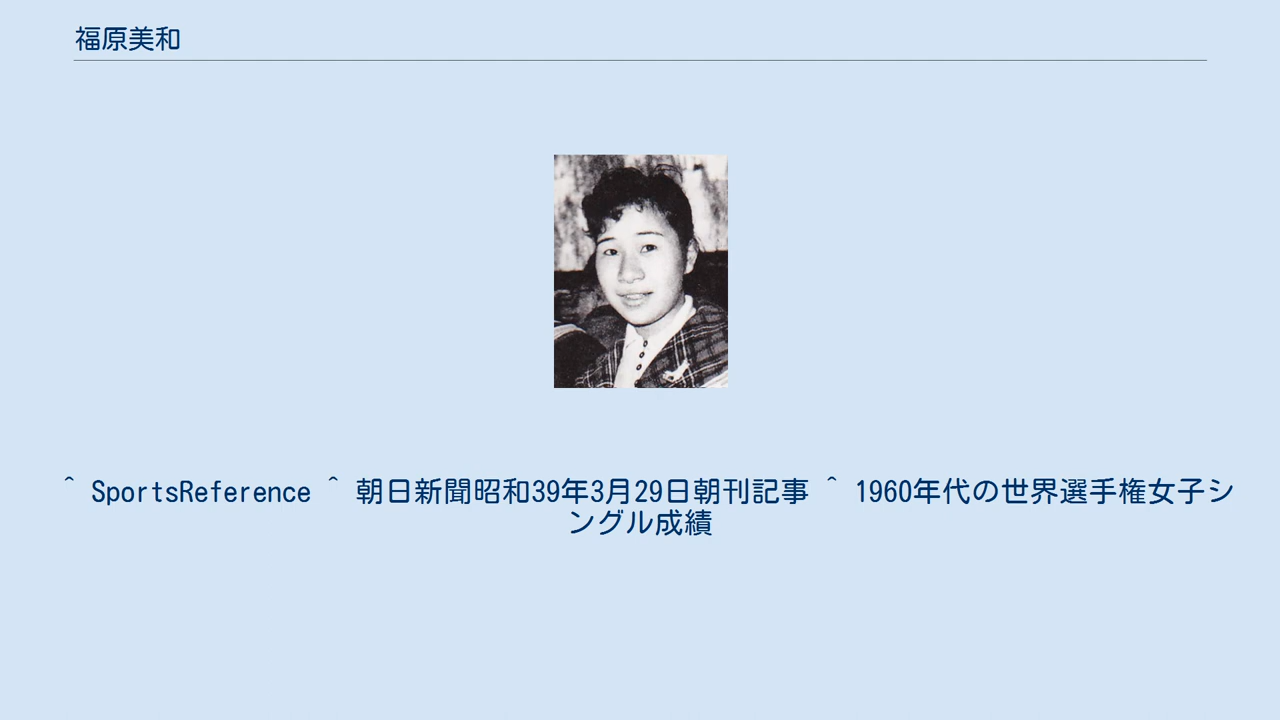 福原美和
^ SportsReference ^ 朝日新聞昭和39年3月29日朝刊記事 ^ 1960年代の世界選手権女子シ
ングル成績